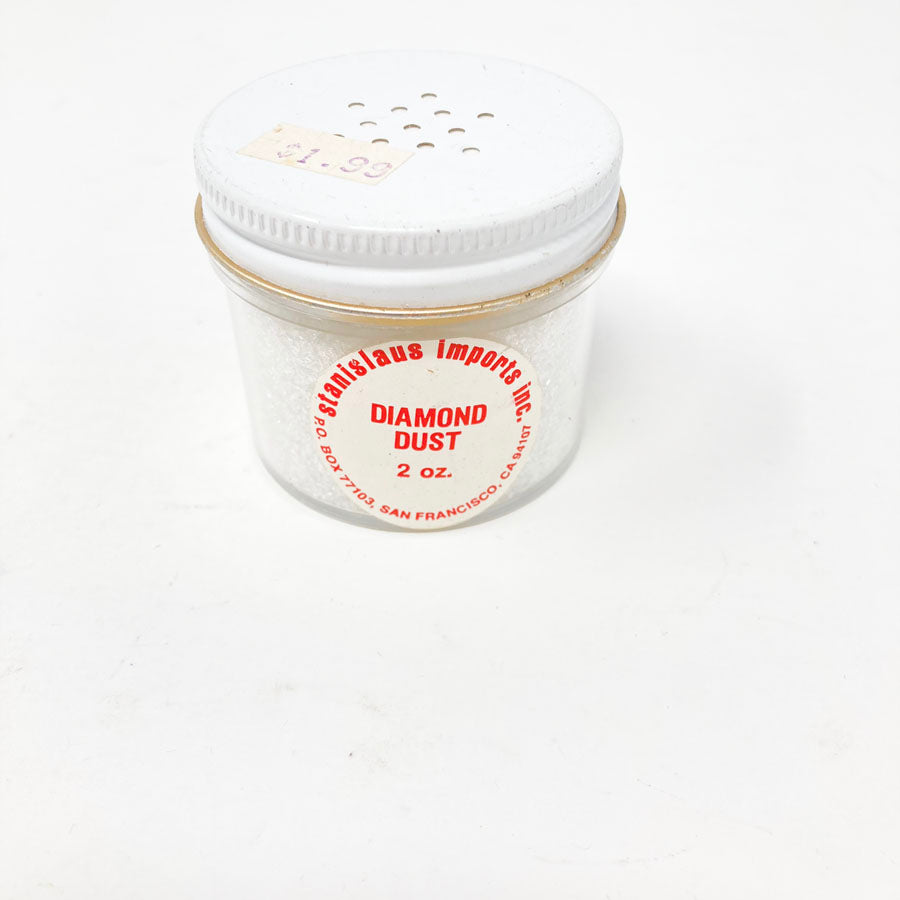 $1.99
stanislaus imports inc.
DIAMOND
DUST
2 oz.
P.O. BOX 77103, SAN FRANCISCO, CA 94107